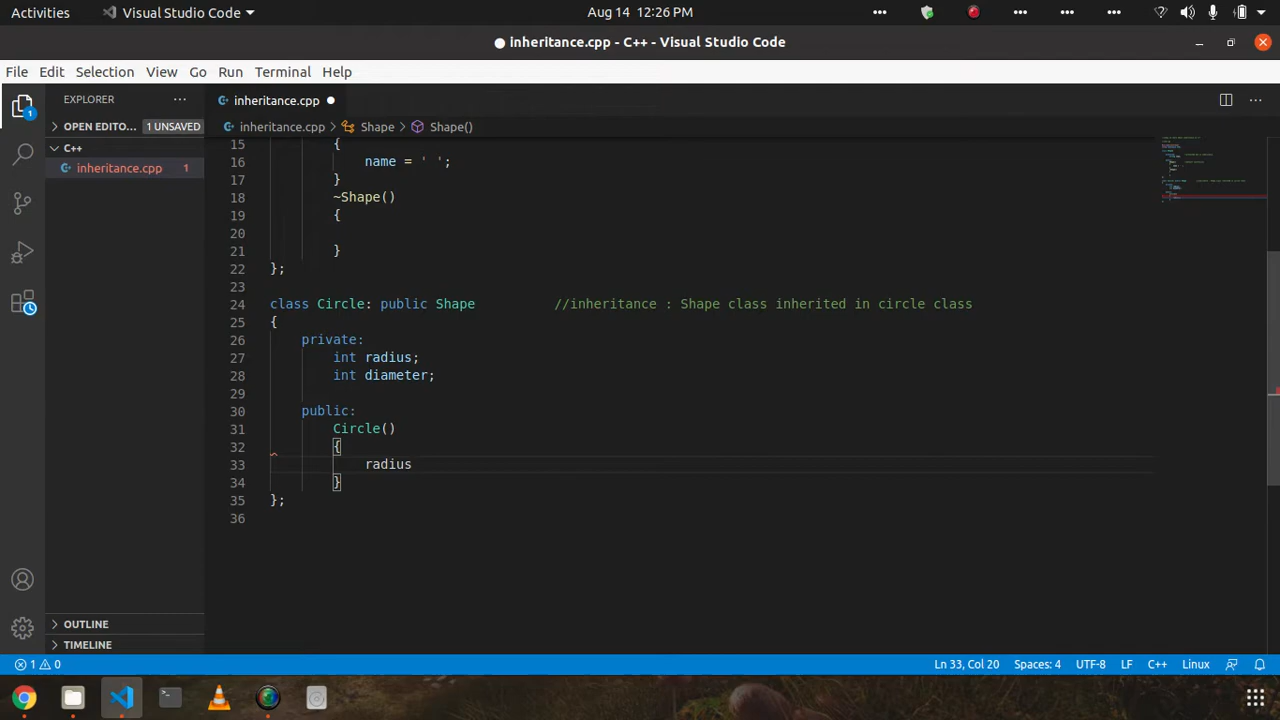 Activities
Visual Studio Code
Aug 14 12:26 PM
inheritance.cpp - C++ - Visual Studio Code
File Edit Selection View Go Run Terminal Help
EXPLORER
inheritance.cpp
OPEN EDITO... 1 UNSAVED
inheritance.cpp > Shape > Shape()
C++
inheritance.cpp 1
1
15 {
16 name = ' ';
17 }
18 ~Shape()
19 {
20
21 }
22 };
23
24 class Circle: public Shape //inheritance : Shape class inherited in circle class
25 {
26 private:
27 int radius;
28 int diameter;
29
30 public:
31 Circle()
32 {
33 radius
34 }
35 };
36
OUTLINE
TIMELINE
1 0
Ln 33, Col 20 Spaces: 4 UTF-8 LF C++ Linux